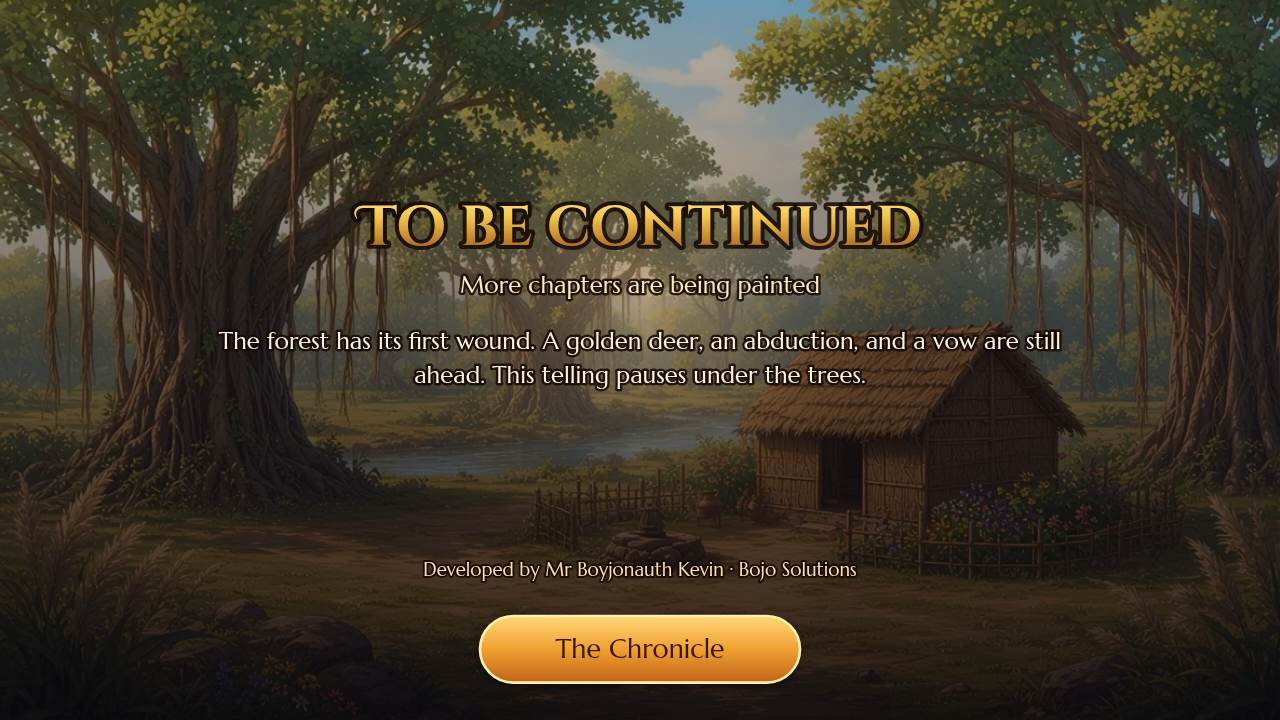 TO BE CONTINUED
More chapters are being painted
The forest has its first wound. A golden deer, an abduction, and a vow are still
ahead. This telling pauses under the trees.
Developed by Mr Boyjonauth Kevin · Bojo Solutions
The Chronicle